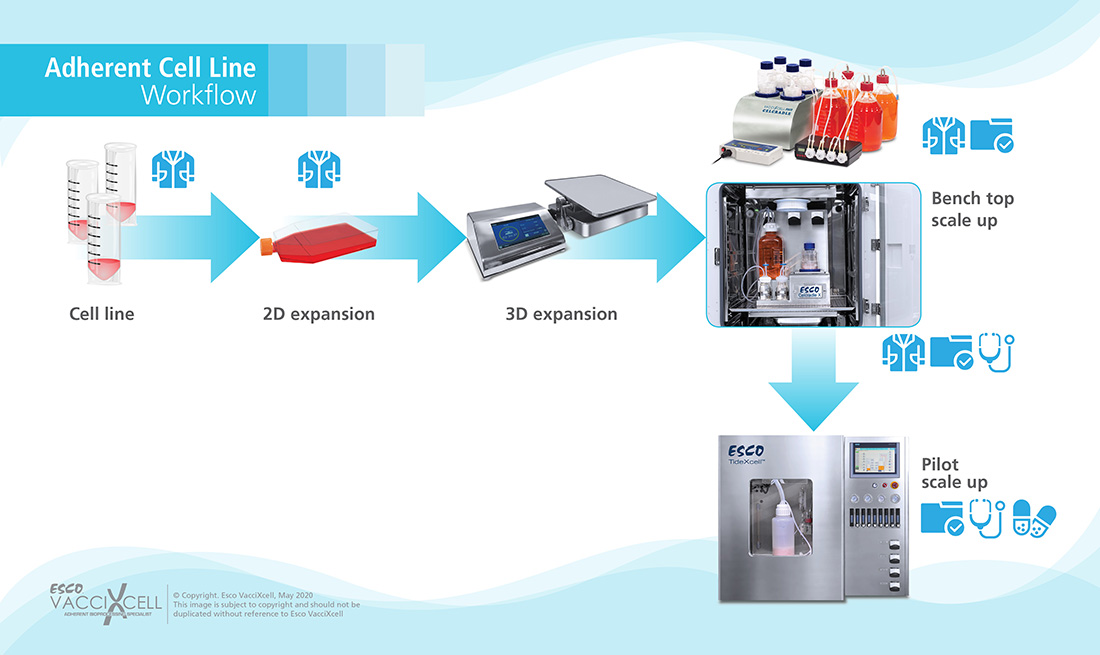 Adherent Cell Line
Workflow
CELCRADLE
Bench top
scale up
ESCO
CelCradle X
Cell line
2D expansion
3D expansion
ESCO
TideXcell™
Pilot
scale up
ESCO
VACCIXCELL
ADHERENT BIOPROCESSING SPECIALIST
© Copyright. Esco VacciXcell, May 2020
This image is subject to copyright and should not be
duplicated without reference to Esco VacciXcell